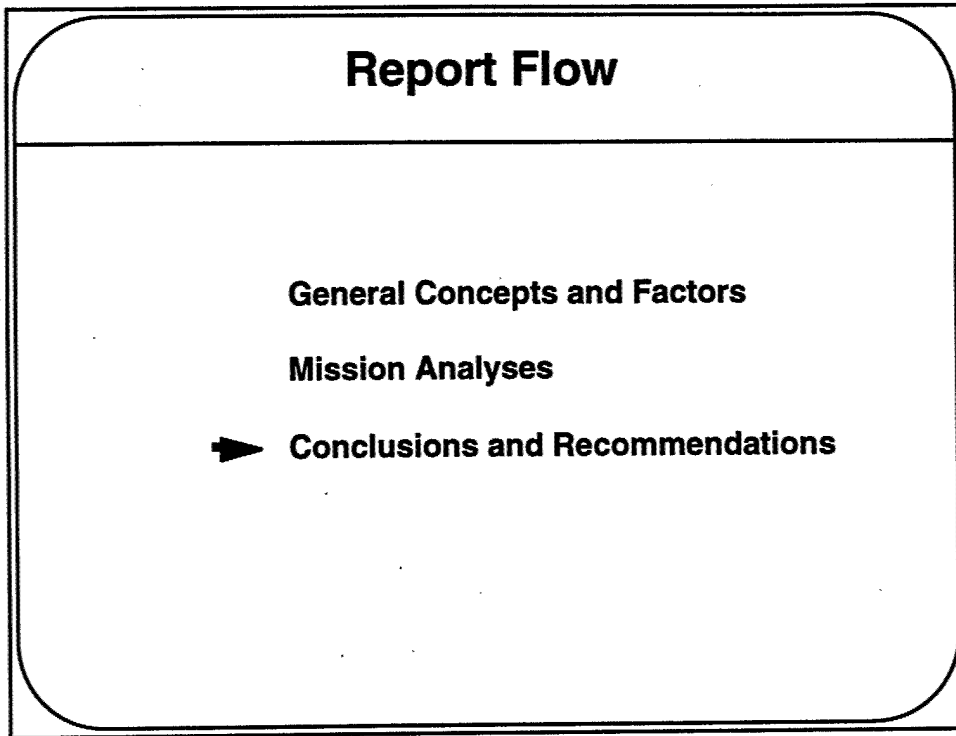 Report Flow
General Concepts and Factors
Mission Analyses
Conclusions and Recommendations